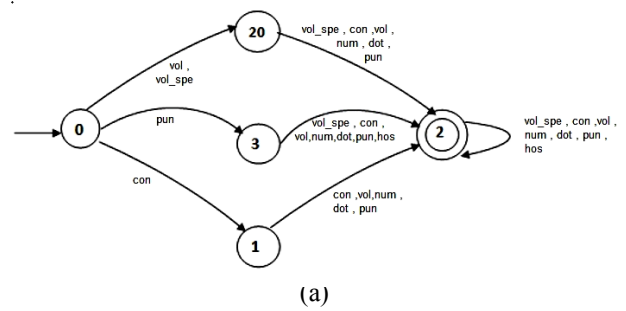 20
vol_spe , con ,vol ,
num , dot ,
pun
vol ,
vol_spe
0
pun
3
vol_spe , con ,
vol,num,dot,pun,hos
2
vol_spe , con ,vol ,
num , dot , pun ,
hos
con
con ,vol,num ,
dot , pun
1
(a)